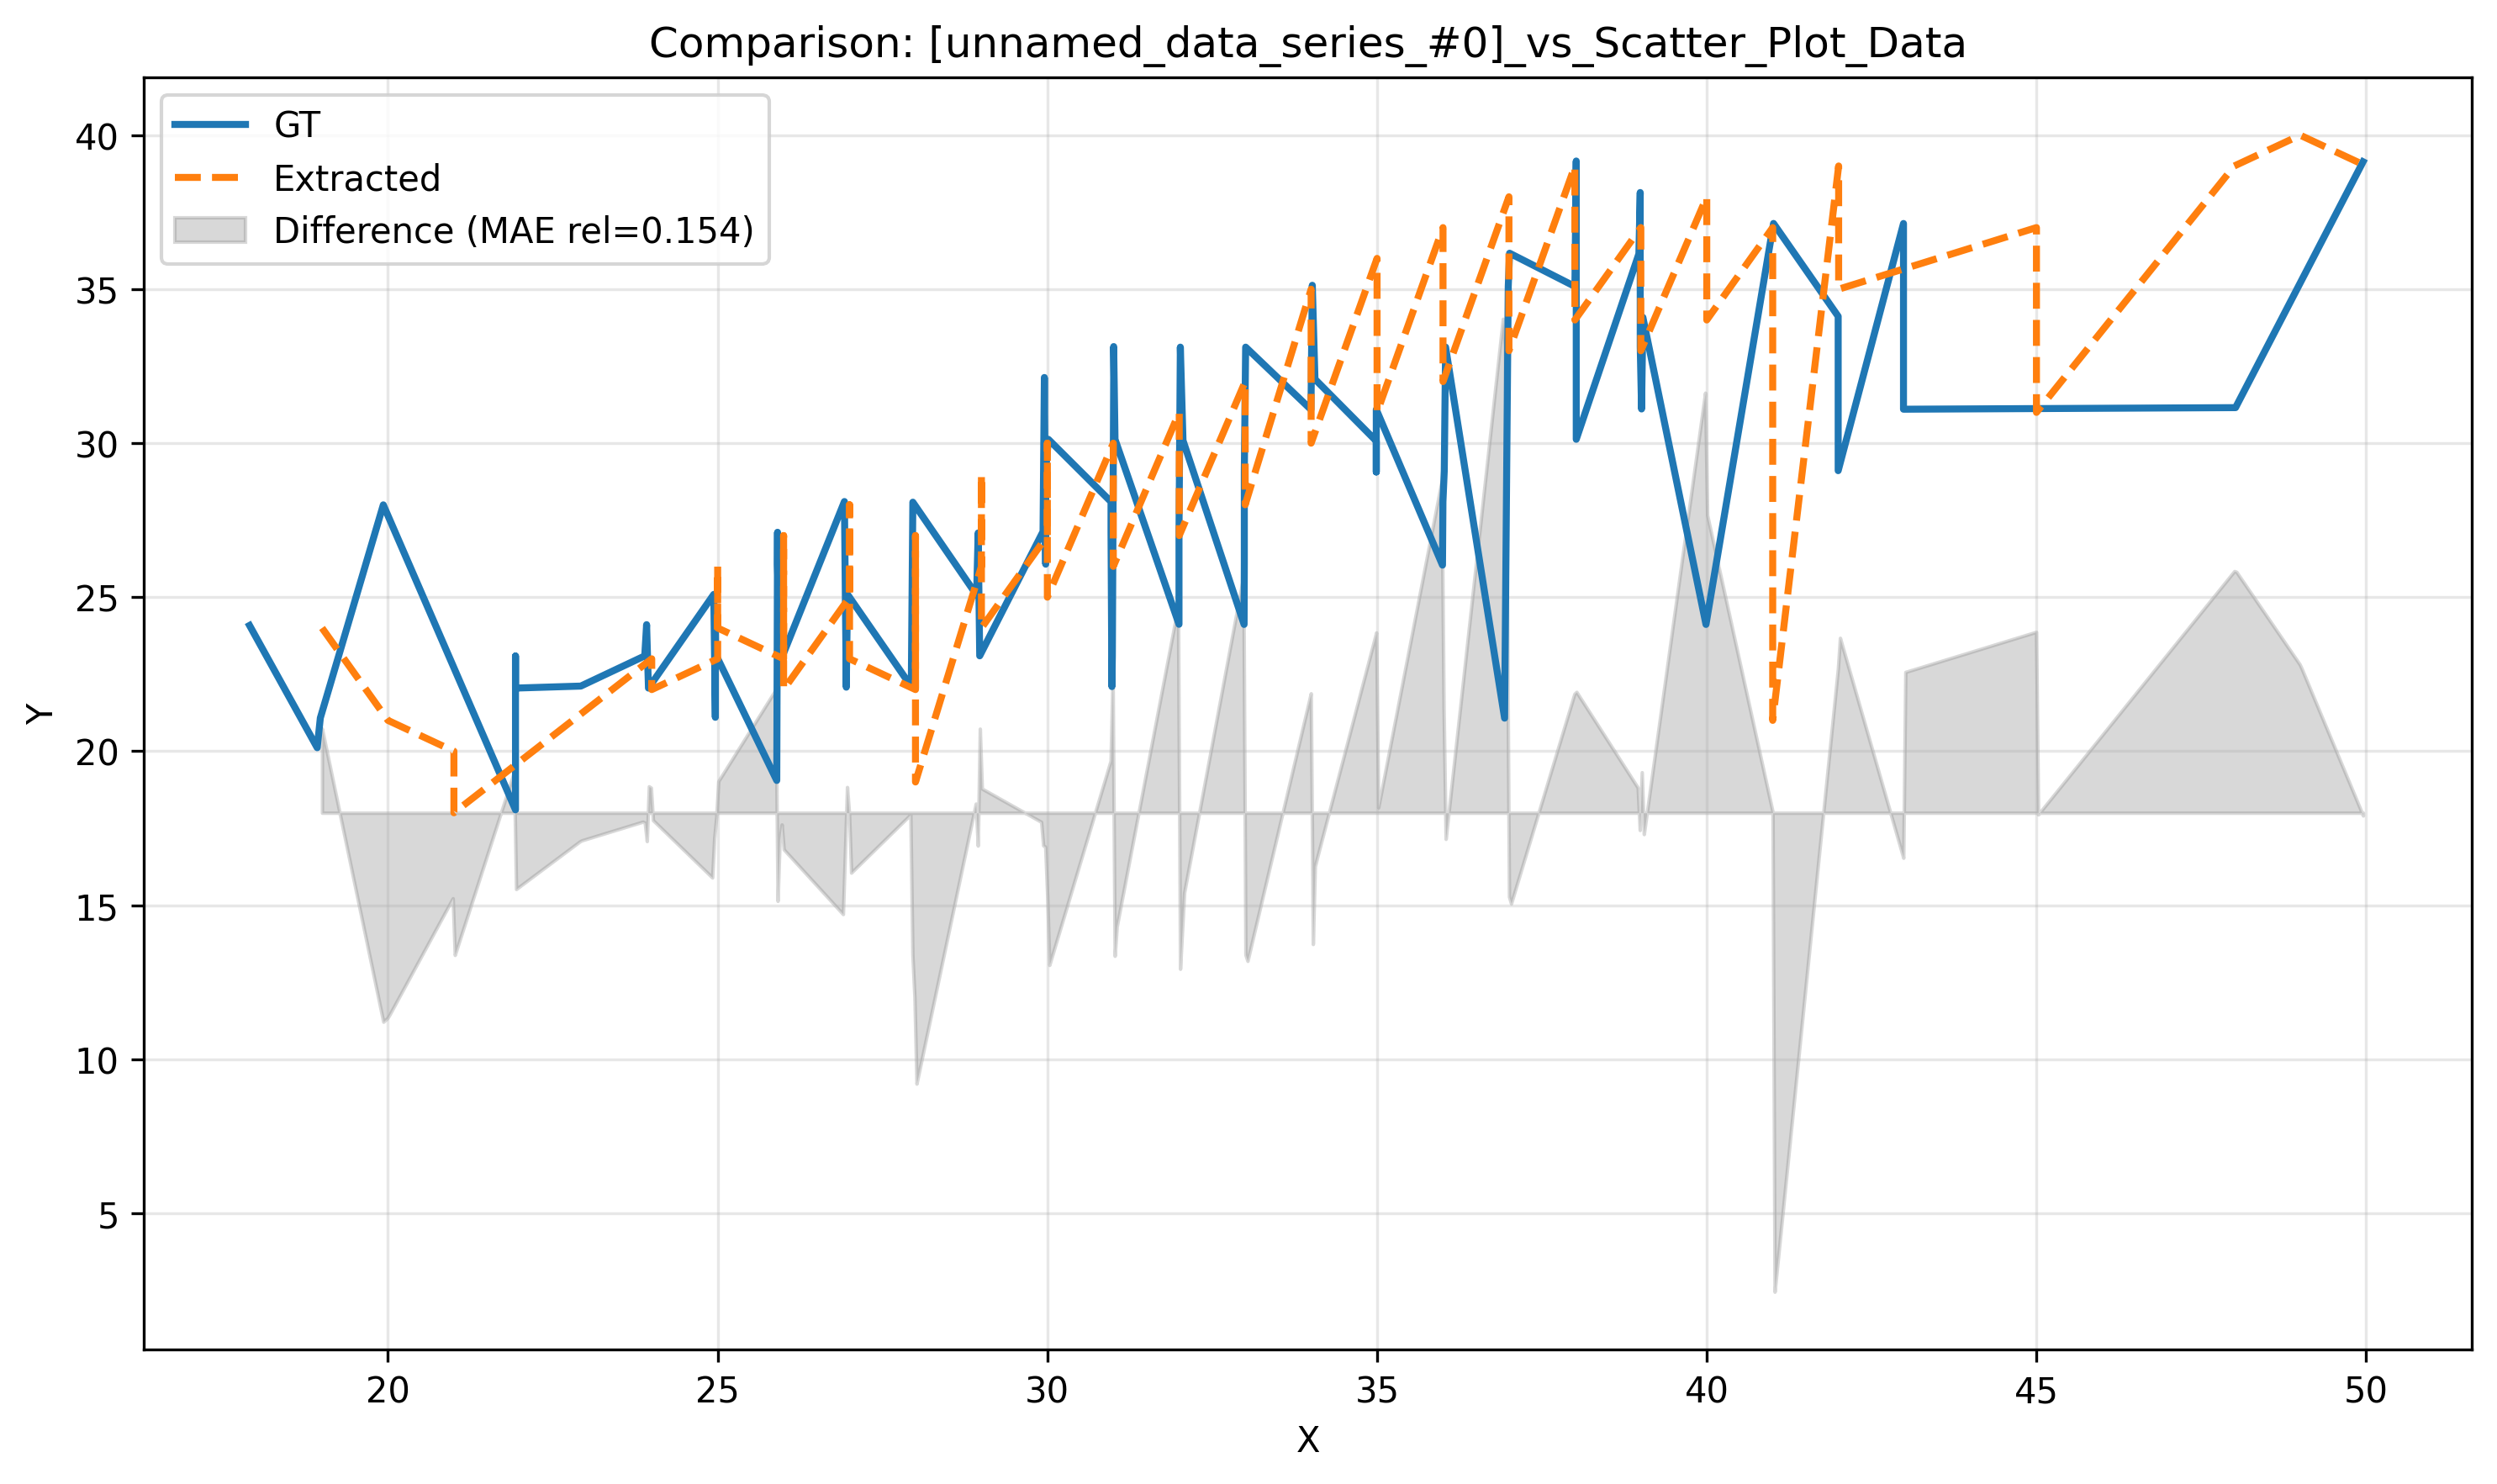 Comparison: [unnamed_data_series_#0]_vs_Scatter_Plot_Data
GT
Extracted
Difference (MAE rel=0.154)
Y
40
35
30
25
20
15
10
5
20 25 30 35 40 45 50
X